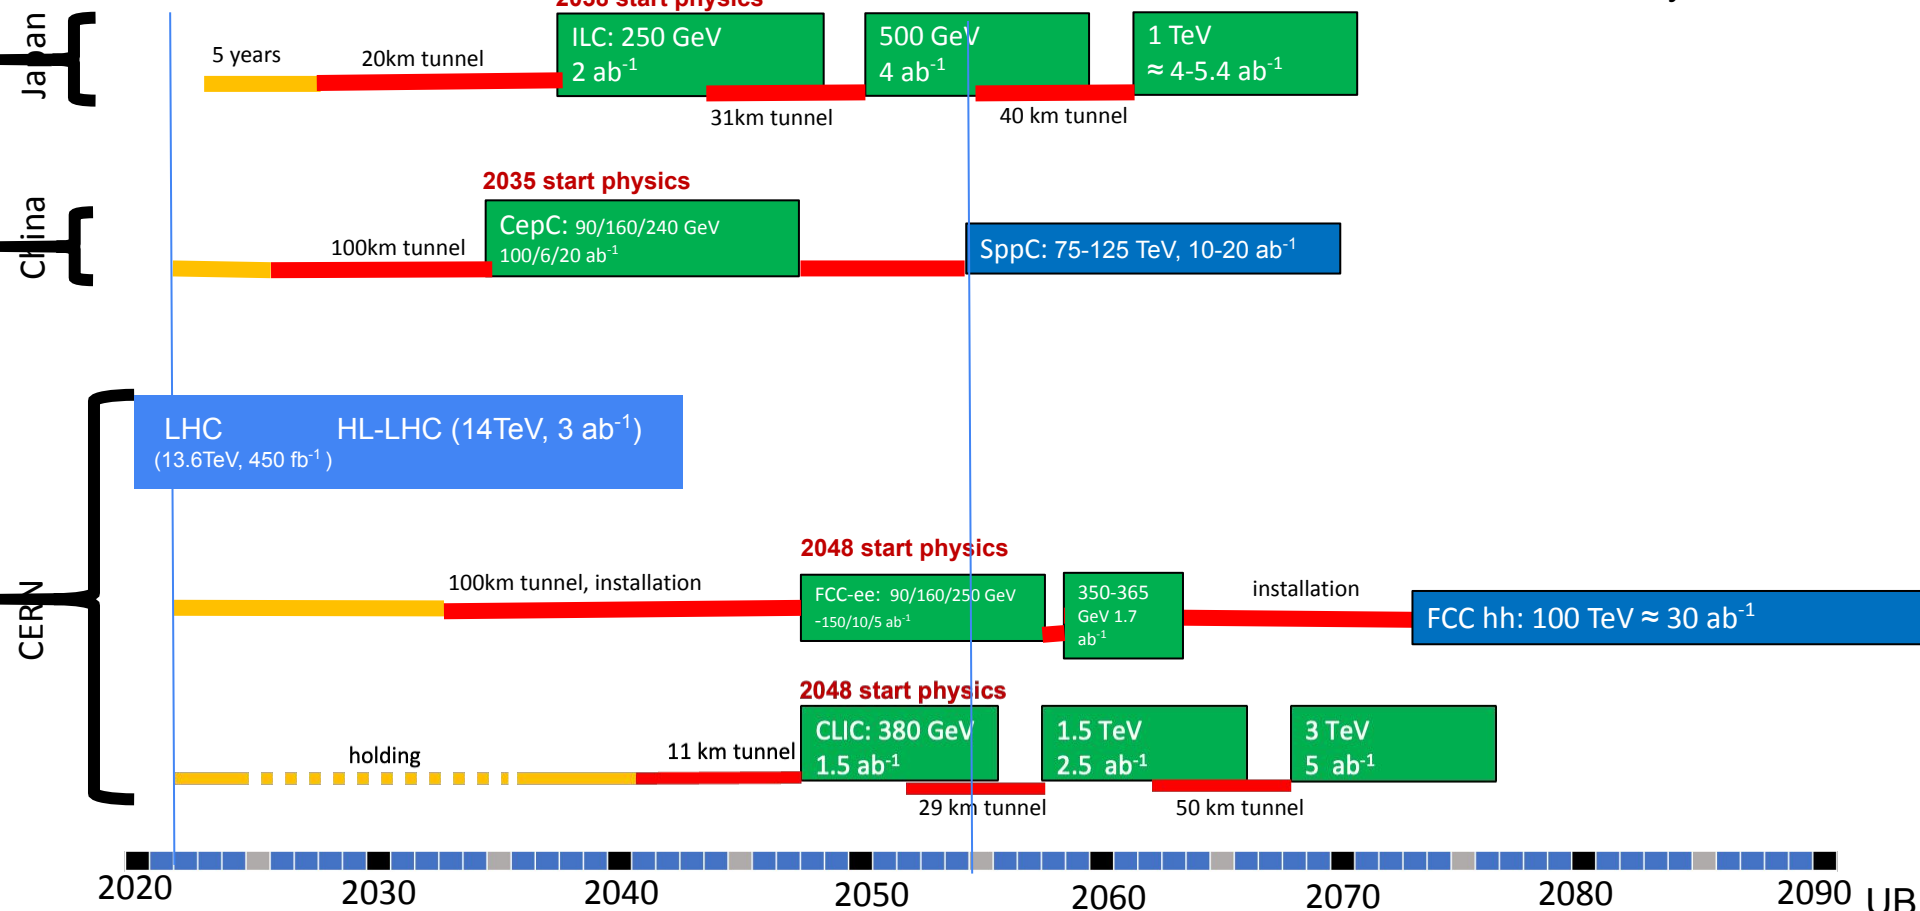 2038 start physics
Japan
5 years
20km tunnel
ILC: 250 GeV
2 ab⁻¹
31km tunnel
500 GeV
4 ab⁻¹
40 km tunnel
1 TeV
≈ 4-5.4 ab⁻¹
China
2035 start physics
100km tunnel
CepC: 90/160/240 GeV
100/6/20 ab⁻¹
SppC: 75-125 TeV, 10-20 ab⁻¹
CERN
LHC HL-LHC (14TeV, 3 ab⁻¹)
(13.6TeV, 450 fb⁻¹ )
2048 start physics
100km tunnel, installation
FCC-ee: 90/160/250 GeV
~150/10/5 ab⁻¹
350-365
GeV 1.7
ab⁻¹
installation
FCC hh: 100 TeV ≈ 30 ab⁻¹
2048 start physics
holding
11 km tunnel
CLIC: 380 GeV
1.5 ab⁻¹
29 km tunnel
1.5 TeV
2.5 ab⁻¹
50 km tunnel
3 TeV
5 ab⁻¹
2020 2030 2040 2050 2060 2070 2080 2090 UB